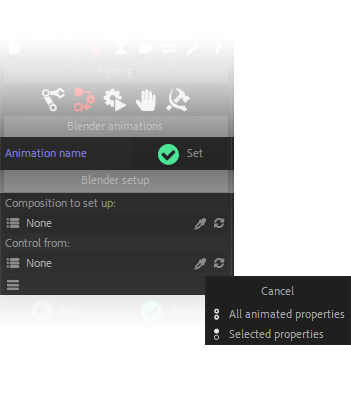 Rigging
Blender animations
Animation name Set
Blender setup
Composition to set up:
None
Control from:
None
Cancel
All animated properties
Selected properties